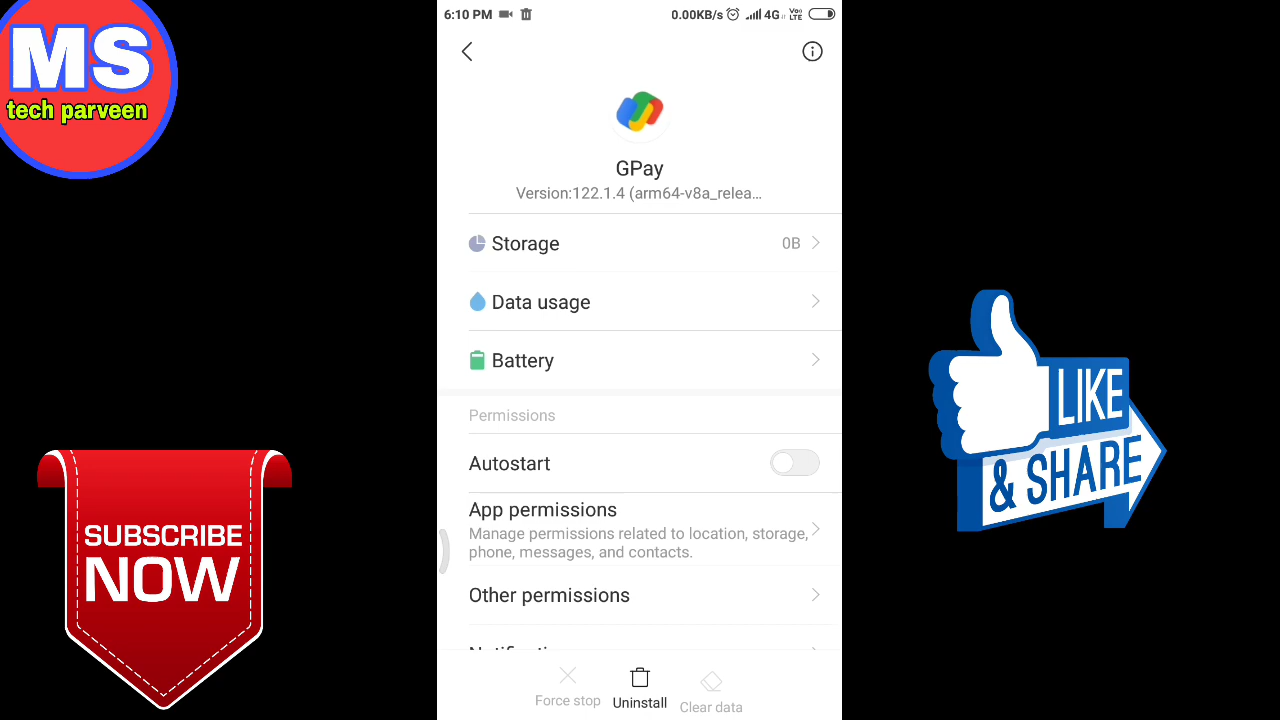 MS
tech parveen
6:10 PM
0.00KB/s
4G
Vo
LTE
GPay
Version:122.1.4 (arm64-v8a_relea…
Storage
0B
Data usage
Battery
Permissions
Autostart
App permissions
Manage permissions related to location, storage,
phone, messages, and contacts.
Other permissions
Force stop
Uninstall
Clear data
SUBSCRIBE
NOW
LIKE
& SHARE